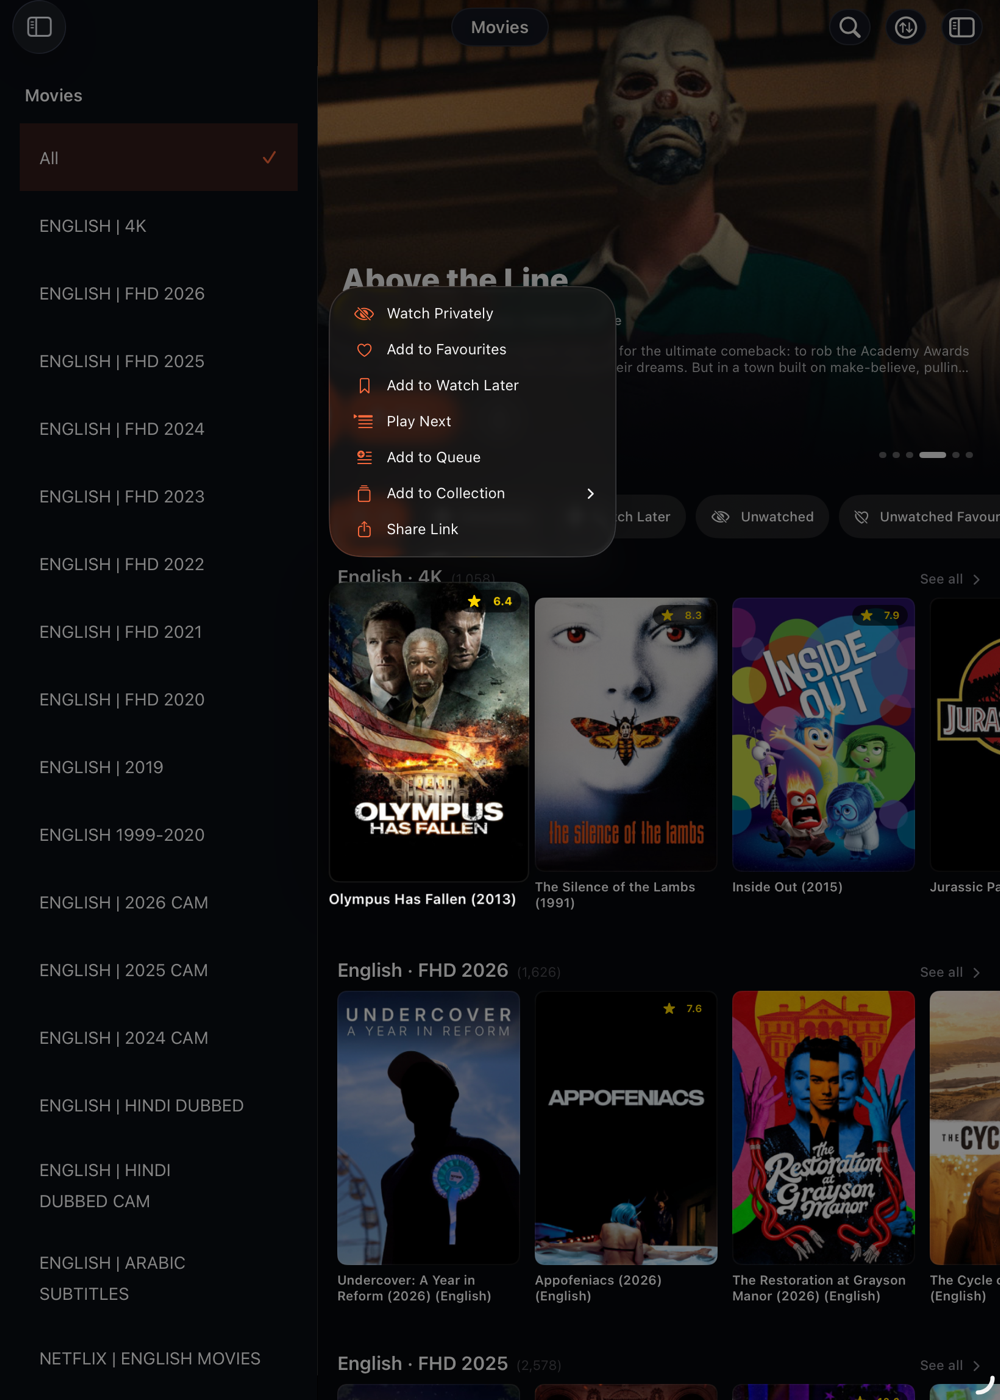 Movies
Movies
All
ENGLISH | 4K
ENGLISH | FHD 2026
ENGLISH | FHD 2025
ENGLISH | FHD 2024
ENGLISH | FHD 2023
ENGLISH | FHD 2022
ENGLISH | FHD 2021
ENGLISH | FHD 2020
ENGLISH | 2019
ENGLISH 1999-2020
ENGLISH | 2026 CAM
ENGLISH | 2025 CAM
ENGLISH | 2024 CAM
ENGLISH | HINDI DUBBED
ENGLISH | HINDI
DUBBED CAM
ENGLISH | ARABIC
SUBTITLES
NETFLIX | ENGLISH MOVIES
Above the Line
for the ultimate comeback: to rob the Academy Awards
eir dreams. But in a town built on make-believe, pullin...
Watch Privately
Add to Favourites
Add to Watch Later
Play Next
Add to Queue
Add to Collection
Share Link
ch Later
Unwatched
Unwatched Favour
English · 4K (1,058)
See all
6.4
OLYMPUS
HAS FALLEN
Olympus Has Fallen (2013)
8.3
the silence of the lambs
The Silence of the Lambs
(1991)
7.9
INSIDE
OUT
Inside Out (2015)
JURA
Jurassic Pa
English · FHD 2026 (1,626)
See all
UNDERCOVER
A YEAR IN REFORM
Undercover: A Year in
Reform (2026) (English)
7.6
APPOFENIACS
Appofeniacs (2026)
(English)
The
Restoration
at
Grayson
Manor
The Restoration at Grayson
Manor (2026) (English)
THE CYC
The Cycle o
(English)
English · FHD 2025 (2,578)
See all